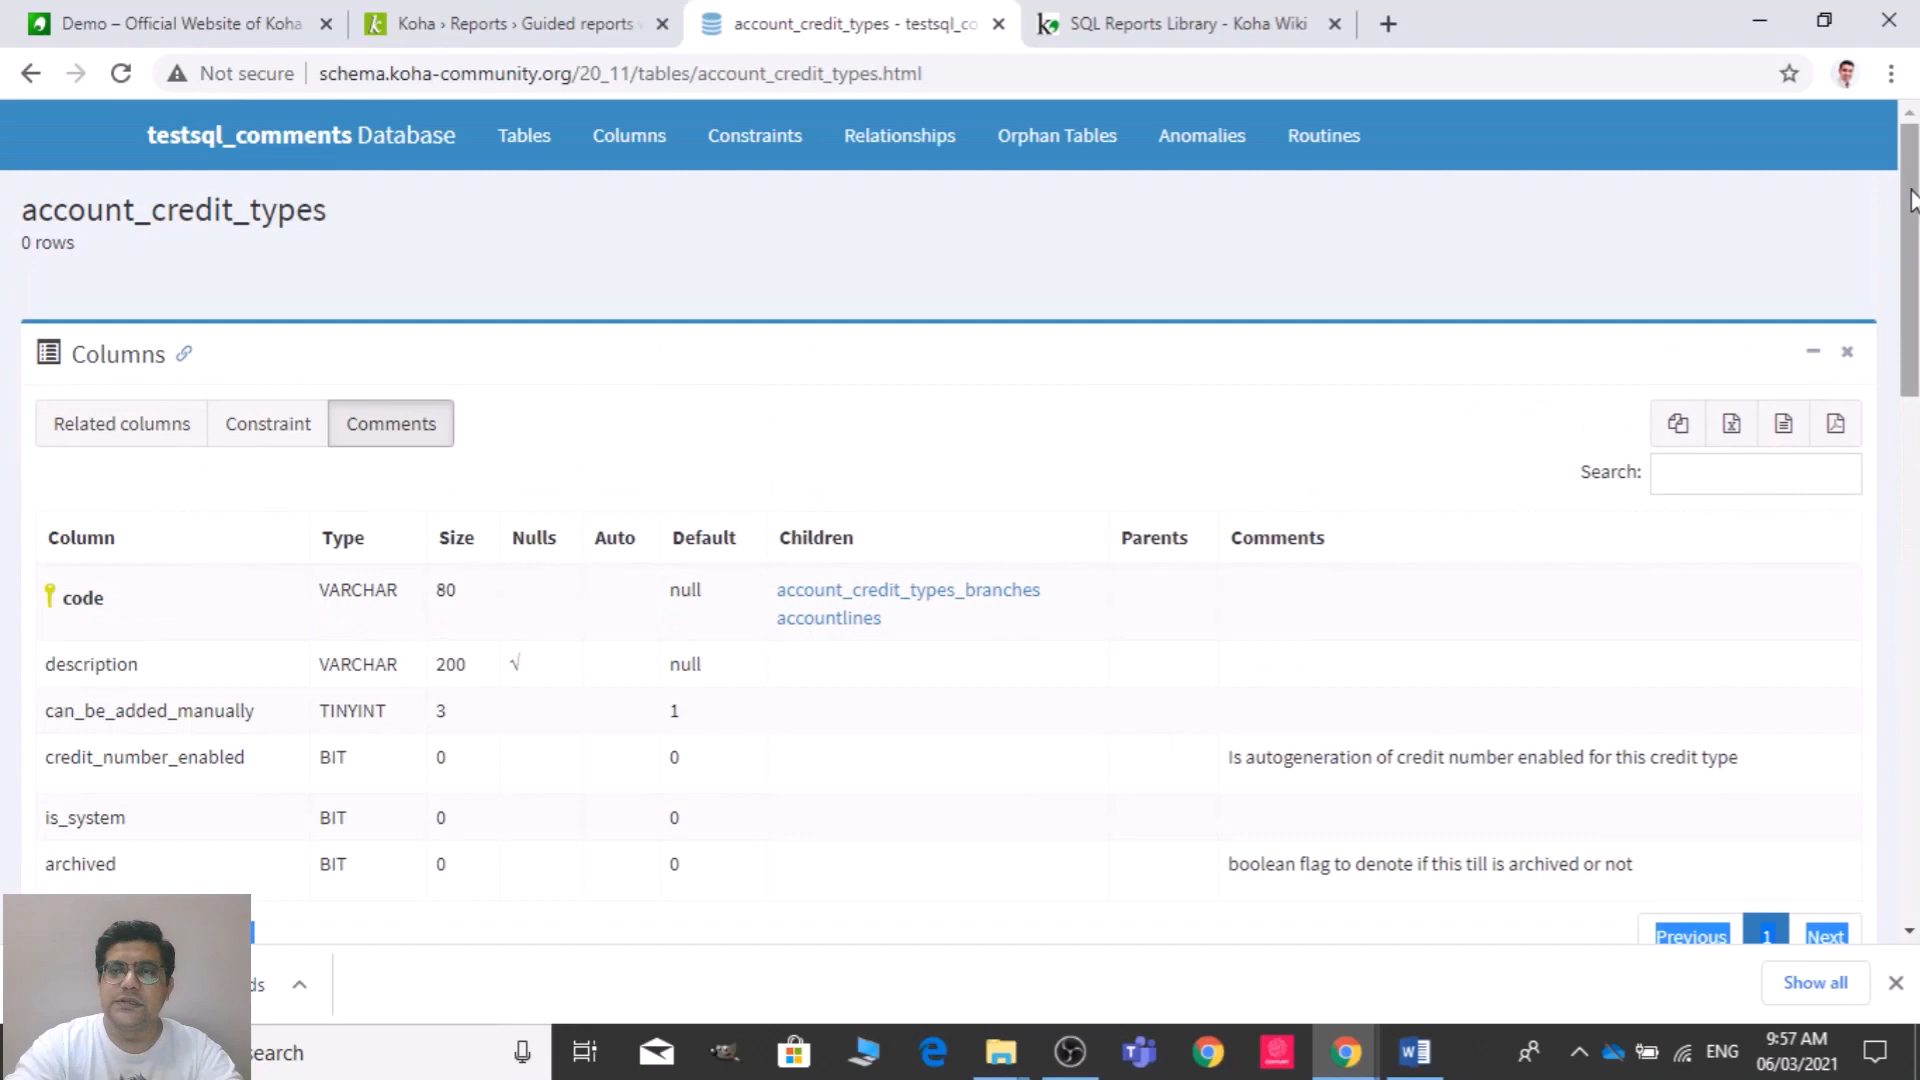 Demo – Official Website of Koha
Koha › Reports › Guided reports
account_credit_types - testsql_co
SQL Reports Library - Koha Wiki
Not secure
schema.koha-community.org/20_11/tables/account_credit_types.html
testsql_comments Database
Tables
Columns
Constraints
Relationships
Orphan Tables
Anomalies
Routines
account_credit_types
0 rows
Columns
Related columns
Constraint
Comments
Search:
Column Type Size Nulls Auto Default Children Parents Comments
code VARCHAR 80 null account_credit_types_branches
accountlines
description VARCHAR 200 √ null
can_be_added_manually TINYINT 3 1
credit_number_enabled BIT 0 0 Is autogeneration of credit number enabled for this credit type
is_system BIT 0 0
archived BIT 0 0 boolean flag to denote if this till is archived or not
Previous 1 Next
ds
Show all
search
ENG
9:57 AM
06/03/2021